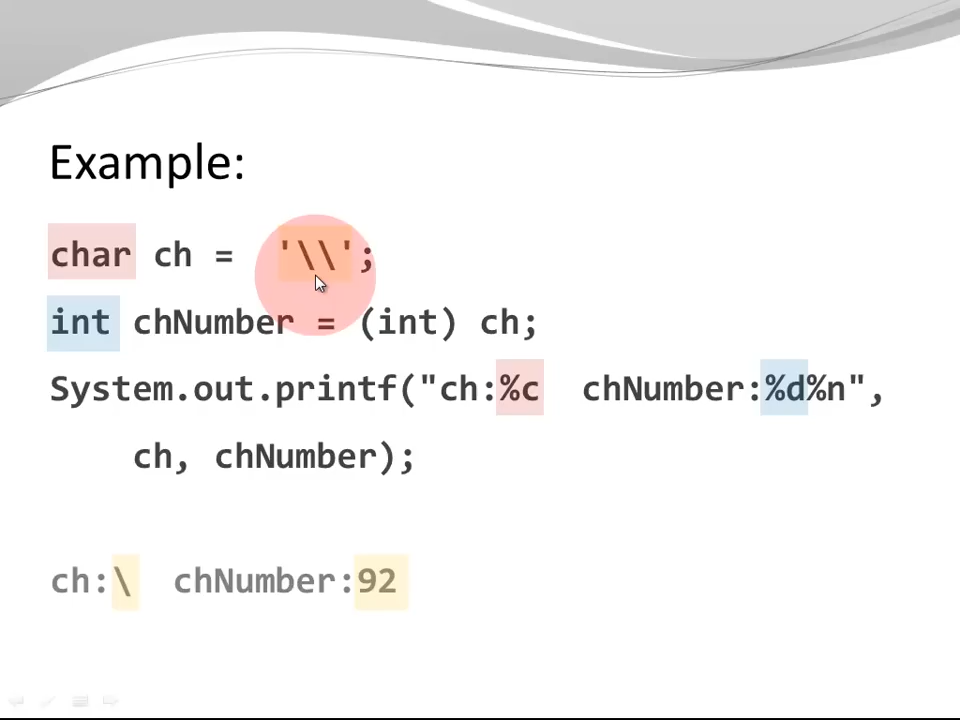 Example:
char ch =  '\\';
int chNumber = (int) ch;
System.out.printf("ch:%c  chNumber:%d%n",
    ch, chNumber);
ch:\  chNumber:92